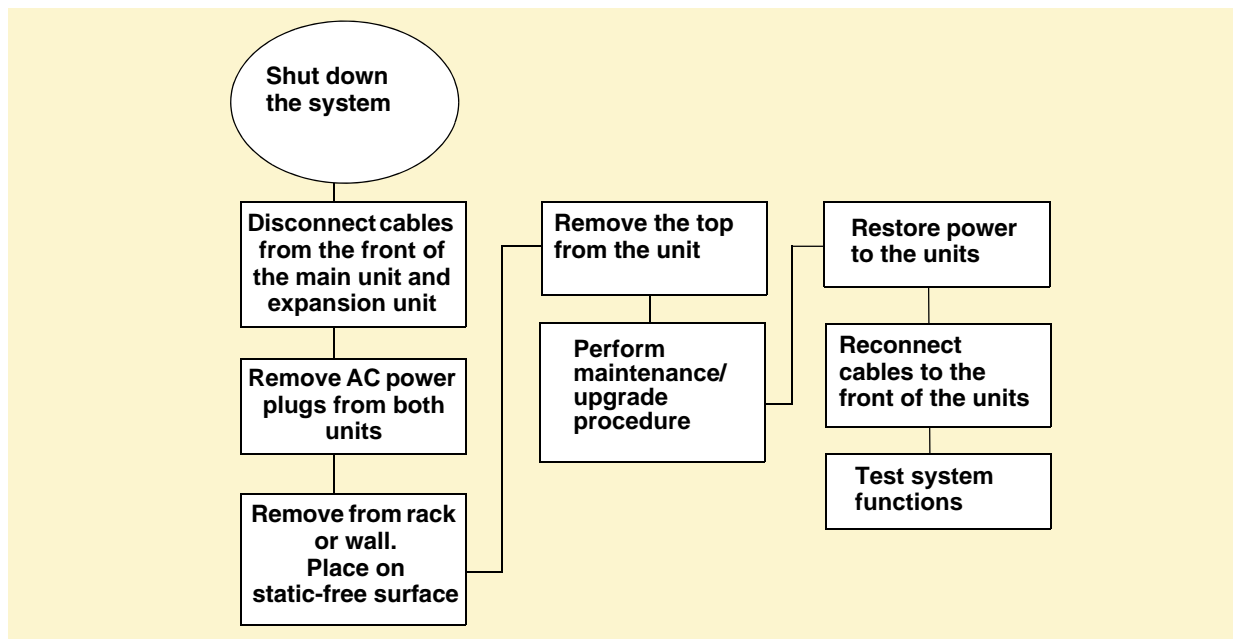 Shut down
the system
Disconnect cables
from the front of
the main unit and
expansion unit
Remove AC power
plugs from both
units
Remove from rack
or wall.
Place on
static-free surface
Remove the top
from the unit
Perform
maintenance/
upgrade
procedure
Restore power
to the units
Reconnect
cables to the
front of the units
Test system
functions